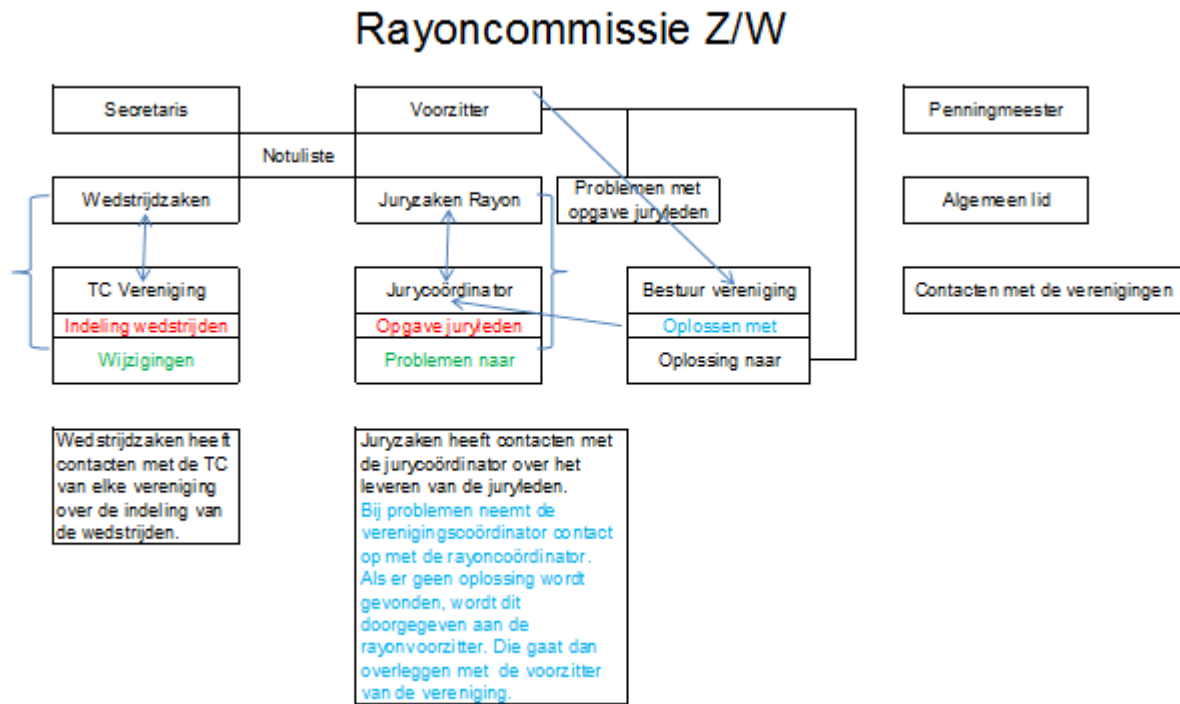 Rayoncommissie Z/W
Secretaris
Voorzitter
Penningmeester
Notuliste
Wedstrijdzaken
Juryzaken Rayon
Problemen met
opgave juryleden
Algemeen lid
TC Vereniging
Jurycoördinator
Bestuur vereniging
Contacten met de verenigingen
Indeling wedstrijden
Opgave juryleden
Oplossen met
Wijzigingen
Problemen naar
Oplossing naar
Wedstrijdzaken heeft
contacten met de TC
van elke vereniging
over de indeling van
de wedstrijden.
Juryzaken heeft contacten met
de jurycoördinator over het
leveren van de juryleden.
Bij problemen neemt de
verenigingscoördinator contact
op met de rayoncoördinator.
Als er geen oplossing wordt
gevonden, wordt dit
doorgegeven aan de
rayonvoorzitter. Die gaat dan
overleggen met de voorzitter
van de vereniging.